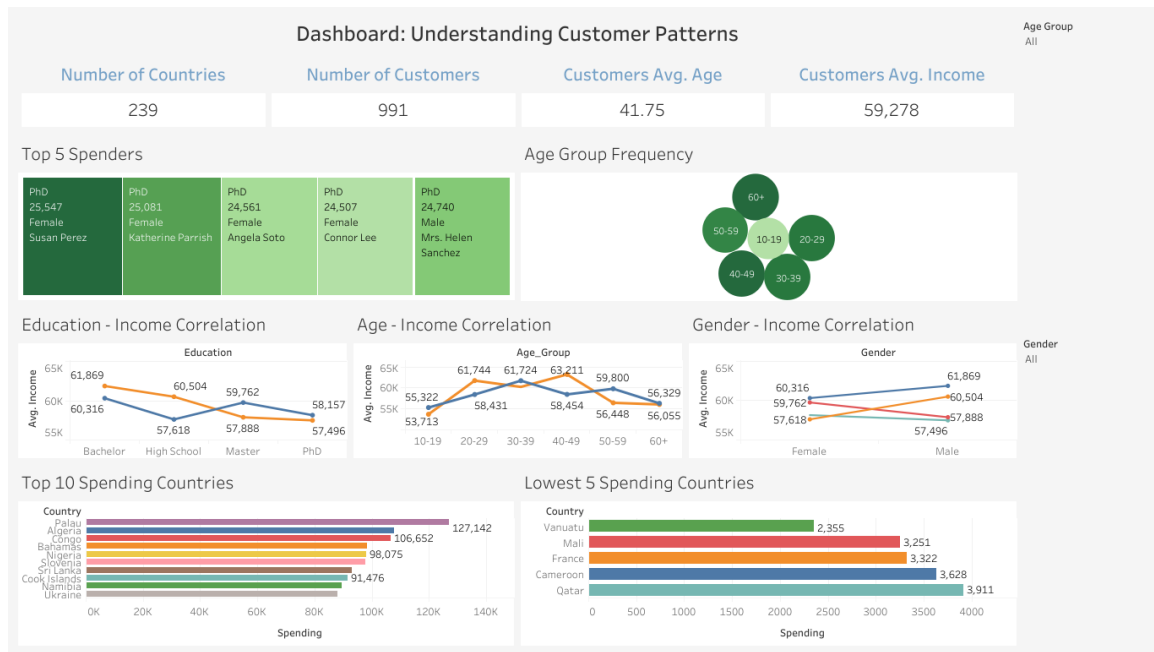 Dashboard: Understanding Customer Patterns
Age Group
All
Number of Countries
Number of Customers
Customers Avg. Age
Customers Avg. Income
239
991
41.75
59,278
Top 5 Spenders
PhD
25,547
Female
Susan Perez
PhD
25,081
Female
Katherine Parrish
PhD
24,561
Female
Angela Soto
PhD
24,507
Female
Connor Lee
PhD
24,740
Male
Mrs. Helen
Sanchez
Age Group Frequency
60+
50-59
10-19
20-29
40-49
30-39
Education - Income Correlation
Education
Avg. Income
65K
60K
55K
61,869
60,316
60,504
57,618
59,762
57,888
58,157
57,496
Bachelor
High School
Master
PhD
Age - Income Correlation
Age_Group
Avg. Income
65K
60K
55K
55,322
53,713
61,744
58,431
61,724
63,211
58,454
59,800
56,448
56,329
56,055
10-19
20-29
30-39
40-49
50-59
60+
Gender - Income Correlation
Gender
Avg. Income
65K
60K
55K
60,316
59,762
57,618
61,869
60,504
57,888
57,496
Female
Male
Gender
All
Top 10 Spending Countries
Country
Palau
Algeria
Congo
Bahamas
Nigeria
Slovenia
Sri Lanka
Cook Islands
Namibia
Ukraine
127,142
106,652
98,075
91,476
0K
20K
40K
60K
80K
100K
120K
140K
Spending
Lowest 5 Spending Countries
Country
Vanuatu
2,355
Mali
3,251
France
3,322
Cameroon
3,628
Qatar
3,911
0
500
1000
1500
2000
2500
3000
3500
4000
Spending